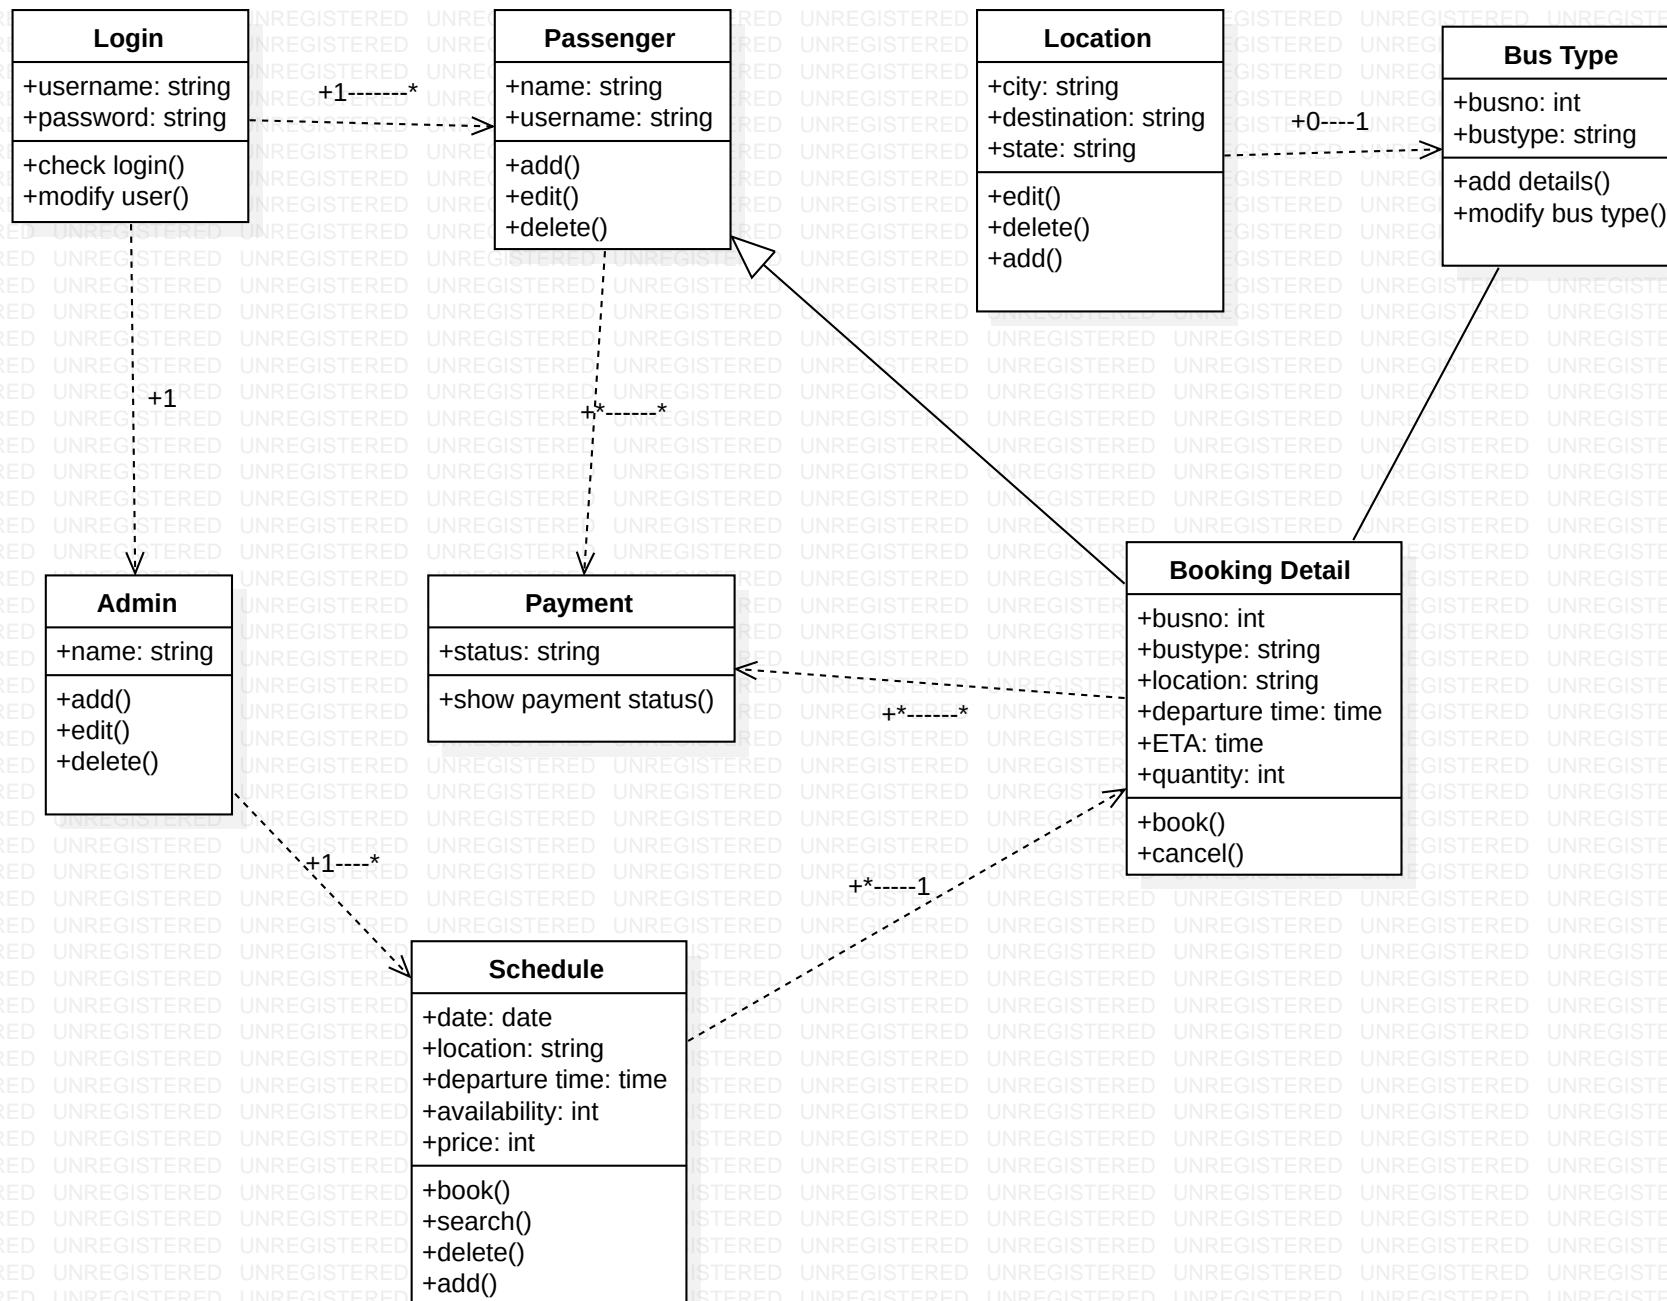 Login
+username: string
+password: string
+check login()
+modify user()
+1-------*
Passenger
+name: string
+username: string
+add()
+edit()
+delete()
Location
+city: string
+destination: string
+state: string
+edit()
+delete()
+add()
+0----1
Bus Type
+busno: int
+bustype: string
+add details()
+modify bus type()
+1
+*------*
Admin
+name: string
+add()
+edit()
+delete()
Payment
+status: string
+show payment status()
+*------*
Booking Detail
+busno: int
+bustype: string
+location: string
+departure time: time
+ETA: time
+quantity: int
+book()
+cancel()
+1----*
+*-----1
Schedule
+date: date
+location: string
+departure time: time
+availability: int
+price: int
+book()
+search()
+delete()
+add()
UNREGISTERED